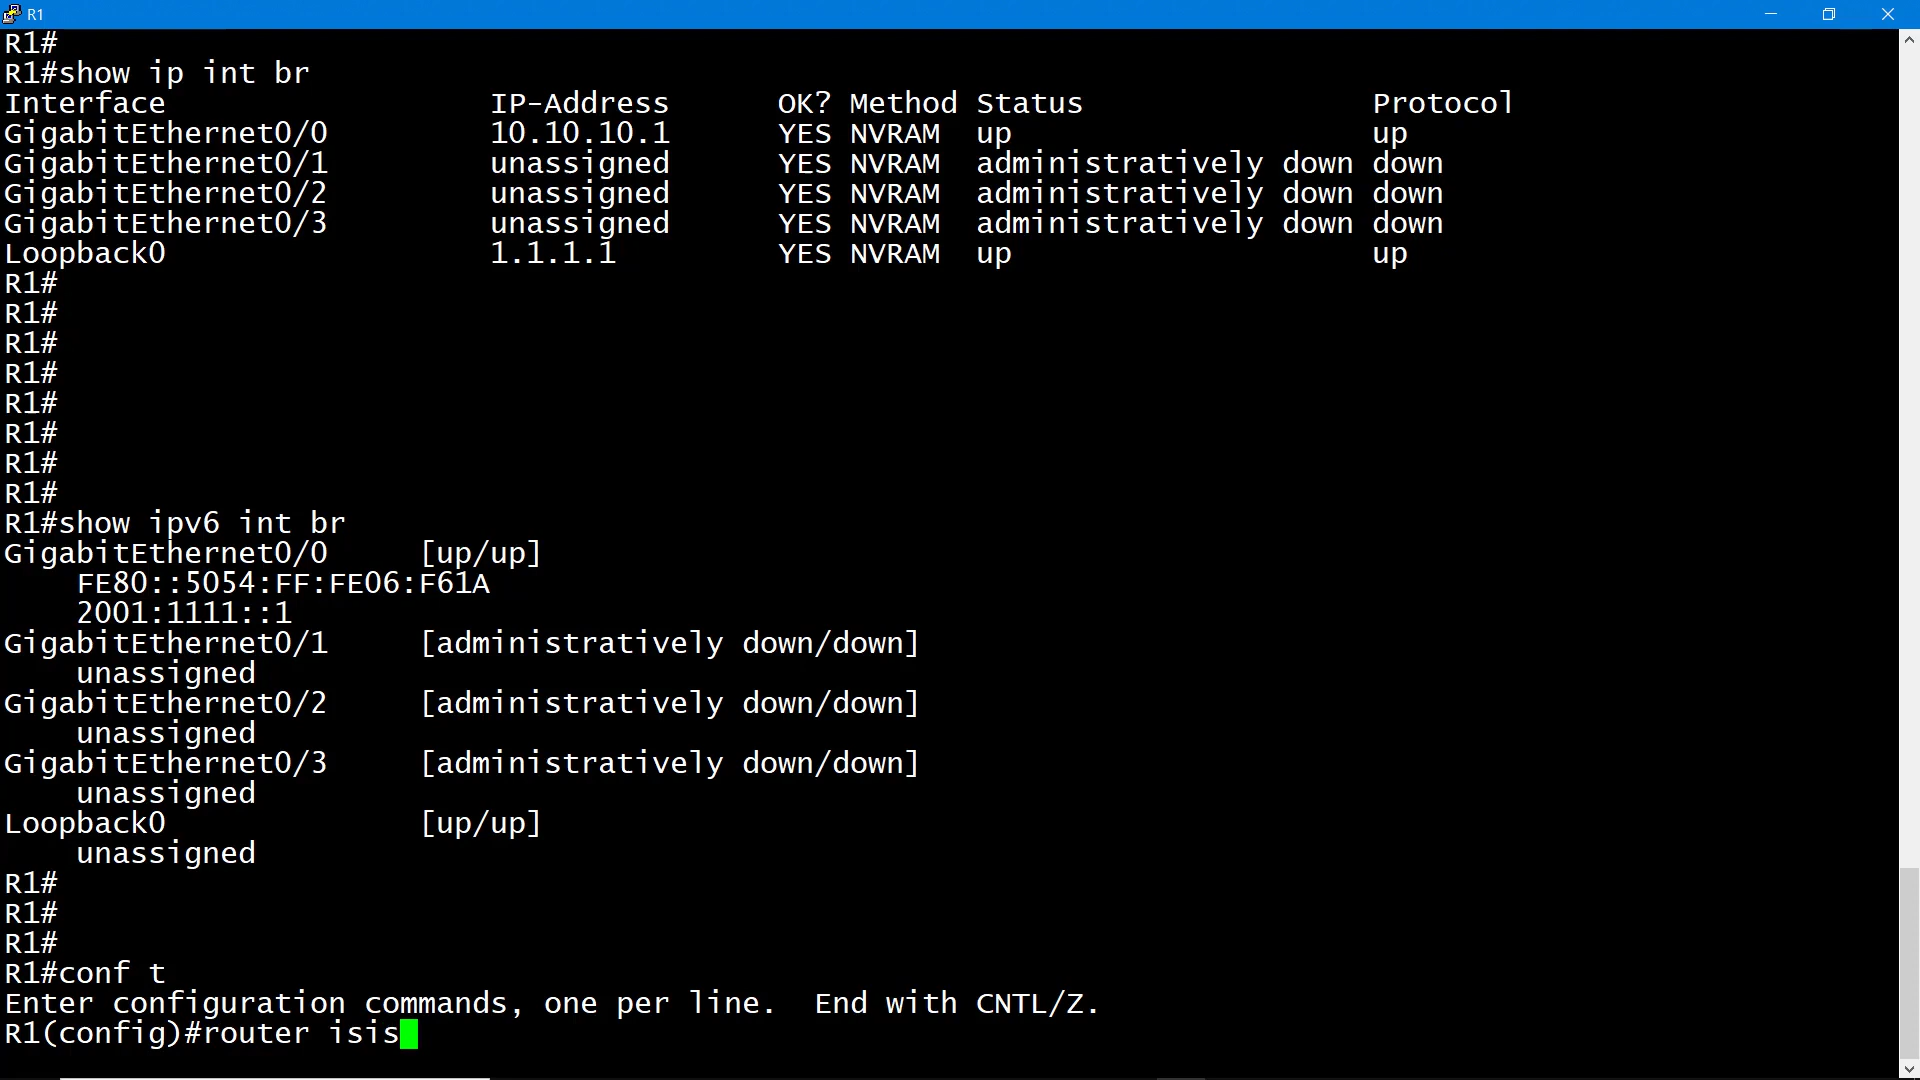 R1
R1#
R1#show ip int br
Interface                  IP-Address      OK? Method Status                Protocol
GigabitEthernet0/0         10.10.10.1      YES NVRAM  up                    up
GigabitEthernet0/1         unassigned      YES NVRAM  administratively down down
GigabitEthernet0/2         unassigned      YES NVRAM  administratively down down
GigabitEthernet0/3         unassigned      YES NVRAM  administratively down down
Loopback0                  1.1.1.1         YES NVRAM  up                    up
R1#
R1#
R1#
R1#
R1#
R1#
R1#
R1#
R1#show ipv6 int br
GigabitEthernet0/0     [up/up]
    FE80::5054:FF:FE06:F61A
    2001:1111::1
GigabitEthernet0/1     [administratively down/down]
    unassigned
GigabitEthernet0/2     [administratively down/down]
    unassigned
GigabitEthernet0/3     [administratively down/down]
    unassigned
Loopback0              [up/up]
    unassigned
R1#
R1#
R1#
R1#conf t
Enter configuration commands, one per line.  End with CNTL/Z.
R1(config)#router isis